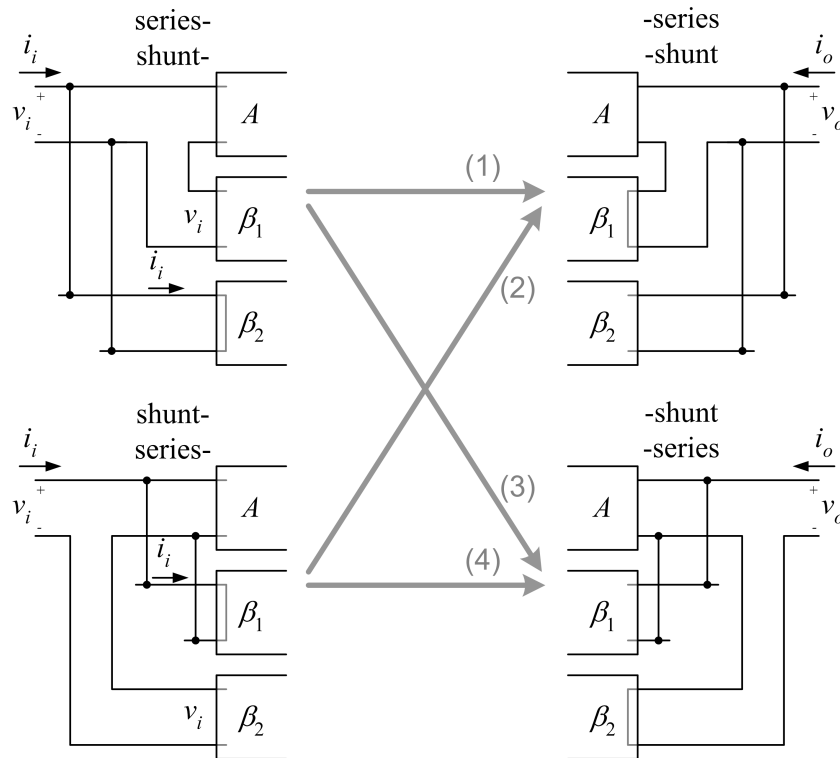 series-
shunt-
i_i
+
v_i
-
A
v_i
β_1
i_i
β_2
-series
-shunt
i_o
+
v_o
-
A
β_1
β_2
(1)
(2)
(3)
(4)
shunt-
series-
i_i
+
v_i
-
A
i_i
β_1
v_i
β_2
-shunt
-series
i_o
+
v_o
-
A
β_1
β_2